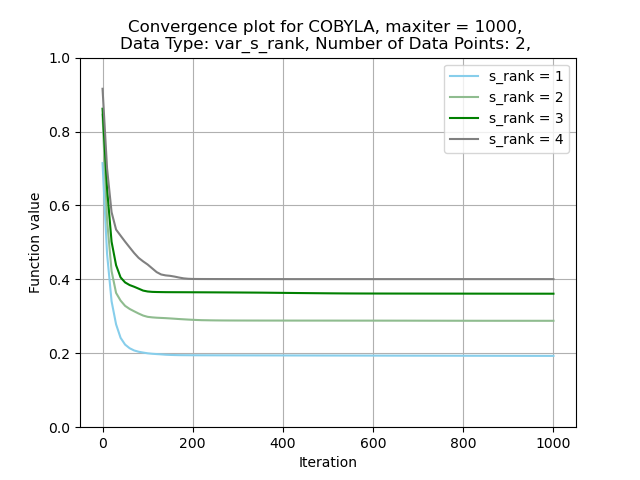 Convergence plot for COBYLA, maxiter = 1000,
Data Type: var_s_rank, Number of Data Points: 2,
1.0
s_rank = 1
s_rank = 2
s_rank = 3
s_rank = 4
0.8
0.6
0.4
0.2
0.0
Function value
0 200 400 600 800 1000
Iteration